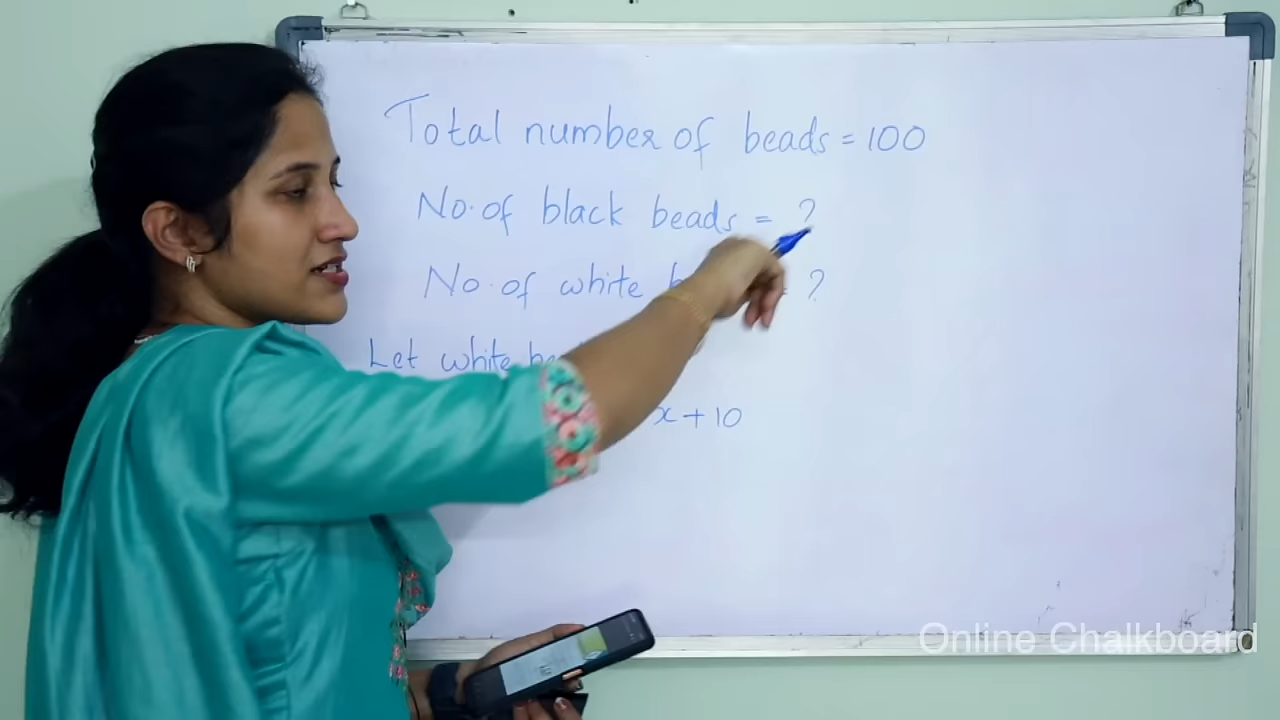 Total number of beads = 100
No. of black beads = ?
No. of white = ?
Let white
x + 10
Online Chalkboard